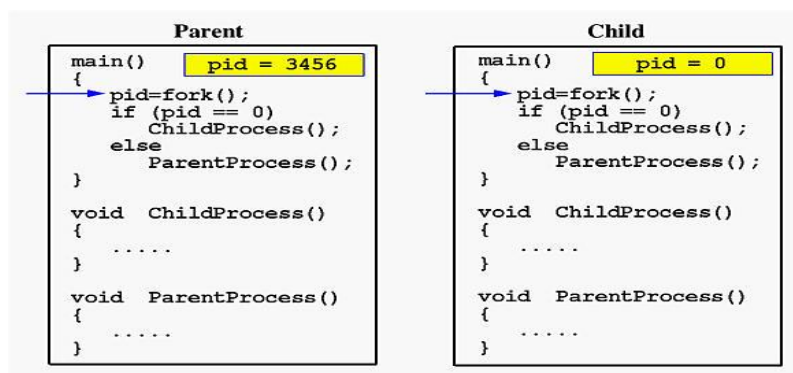 Parent
main()
pid = 3456
{
pid=fork();
if (pid == 0)
ChildProcess();
else
ParentProcess();
}
void ChildProcess()
{
.....
}
void ParentProcess()
{
.....
}
Child
main()
pid = 0
{
pid=fork();
if (pid == 0)
ChildProcess();
else
ParentProcess();
}
void ChildProcess()
{
.....
}
void ParentProcess()
{
.....
}